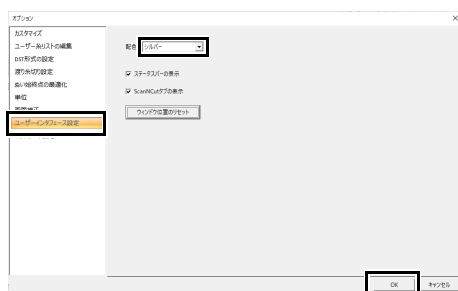 オプション
カスタマイズ
ユーザー糸リストの編集
DST形式の設定
渡り糸切り設定
ぬい始終点の最適化
単位
画面補正
ユーザーインタフェース設定
配色 シルバー
ステータスバーの表示
ScanNCutタブの表示
ウィンドウ位置のリセット
OK
キャンセル